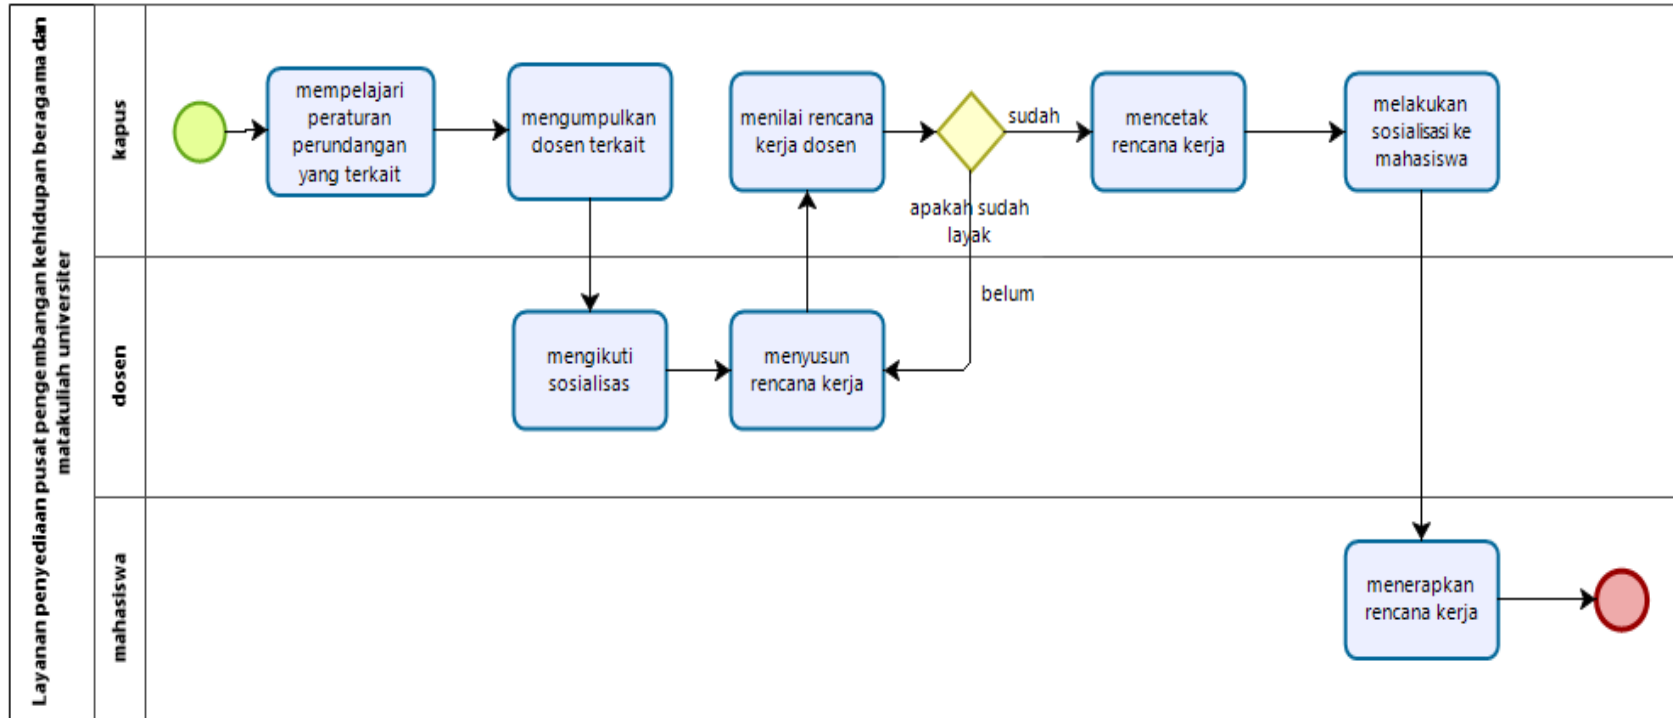 Layanan penyediaan pusat pengembangan kehidupan beragama dan
matakuliah universiter
kapus
mempelajari
peraturan
perundangan
yang terkait
mengumpulkan
dosen terkait
menilai rencana
kerja dosen
apakah sudah
layak
sudah
mencetak
rencana kerja
melakukan
sosialisasi ke
mahasiswa
dosen
mengikuti
sosialisas
menyusun
rencana kerja
belum
mahasiswa
menerapkan
rencana kerja